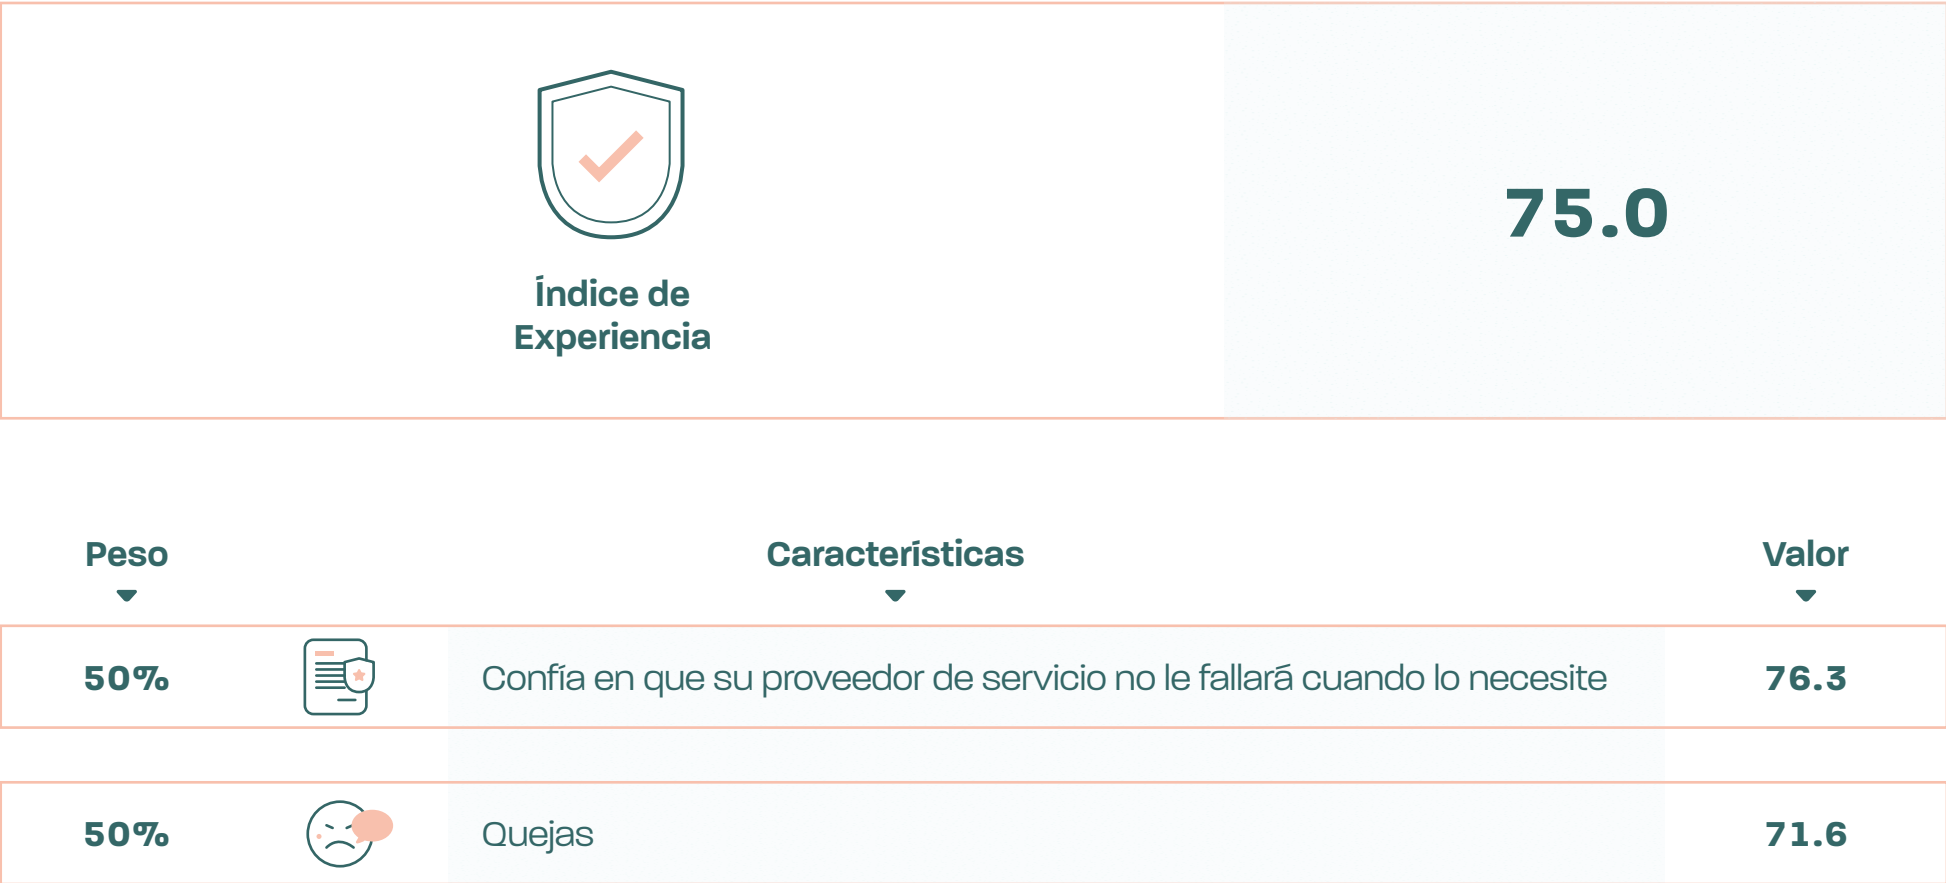 Índice de
Experiencia
75.0
Peso Características Valor
50% Confía en que su proveedor de servicio no le fallará cuando lo necesite 76.3
50% Quejas 71.6